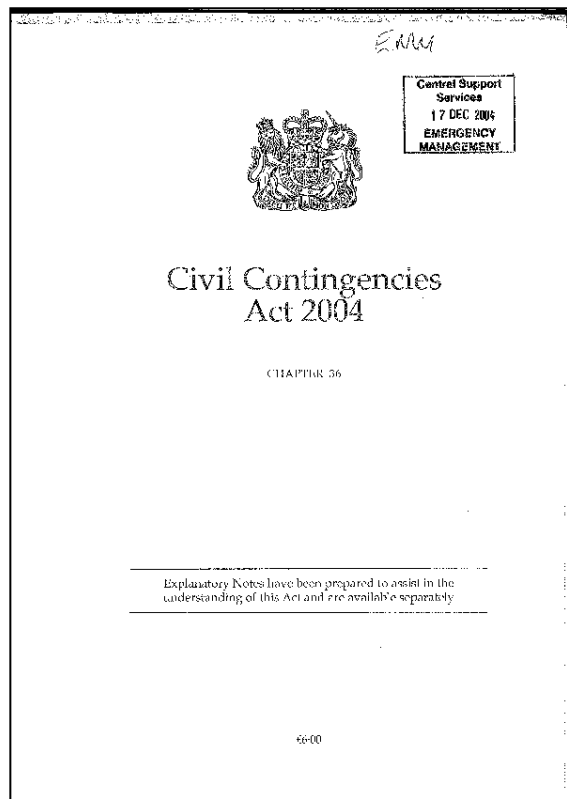 Central Support
Services
17 DEC 2004
EMERGENCY
MANAGEMENT
Civil Contingencies
Act 2004
CHAPTER 36
Explanatory Notes have been prepared to assist in the
understanding of this Act and are available separately
£6·00